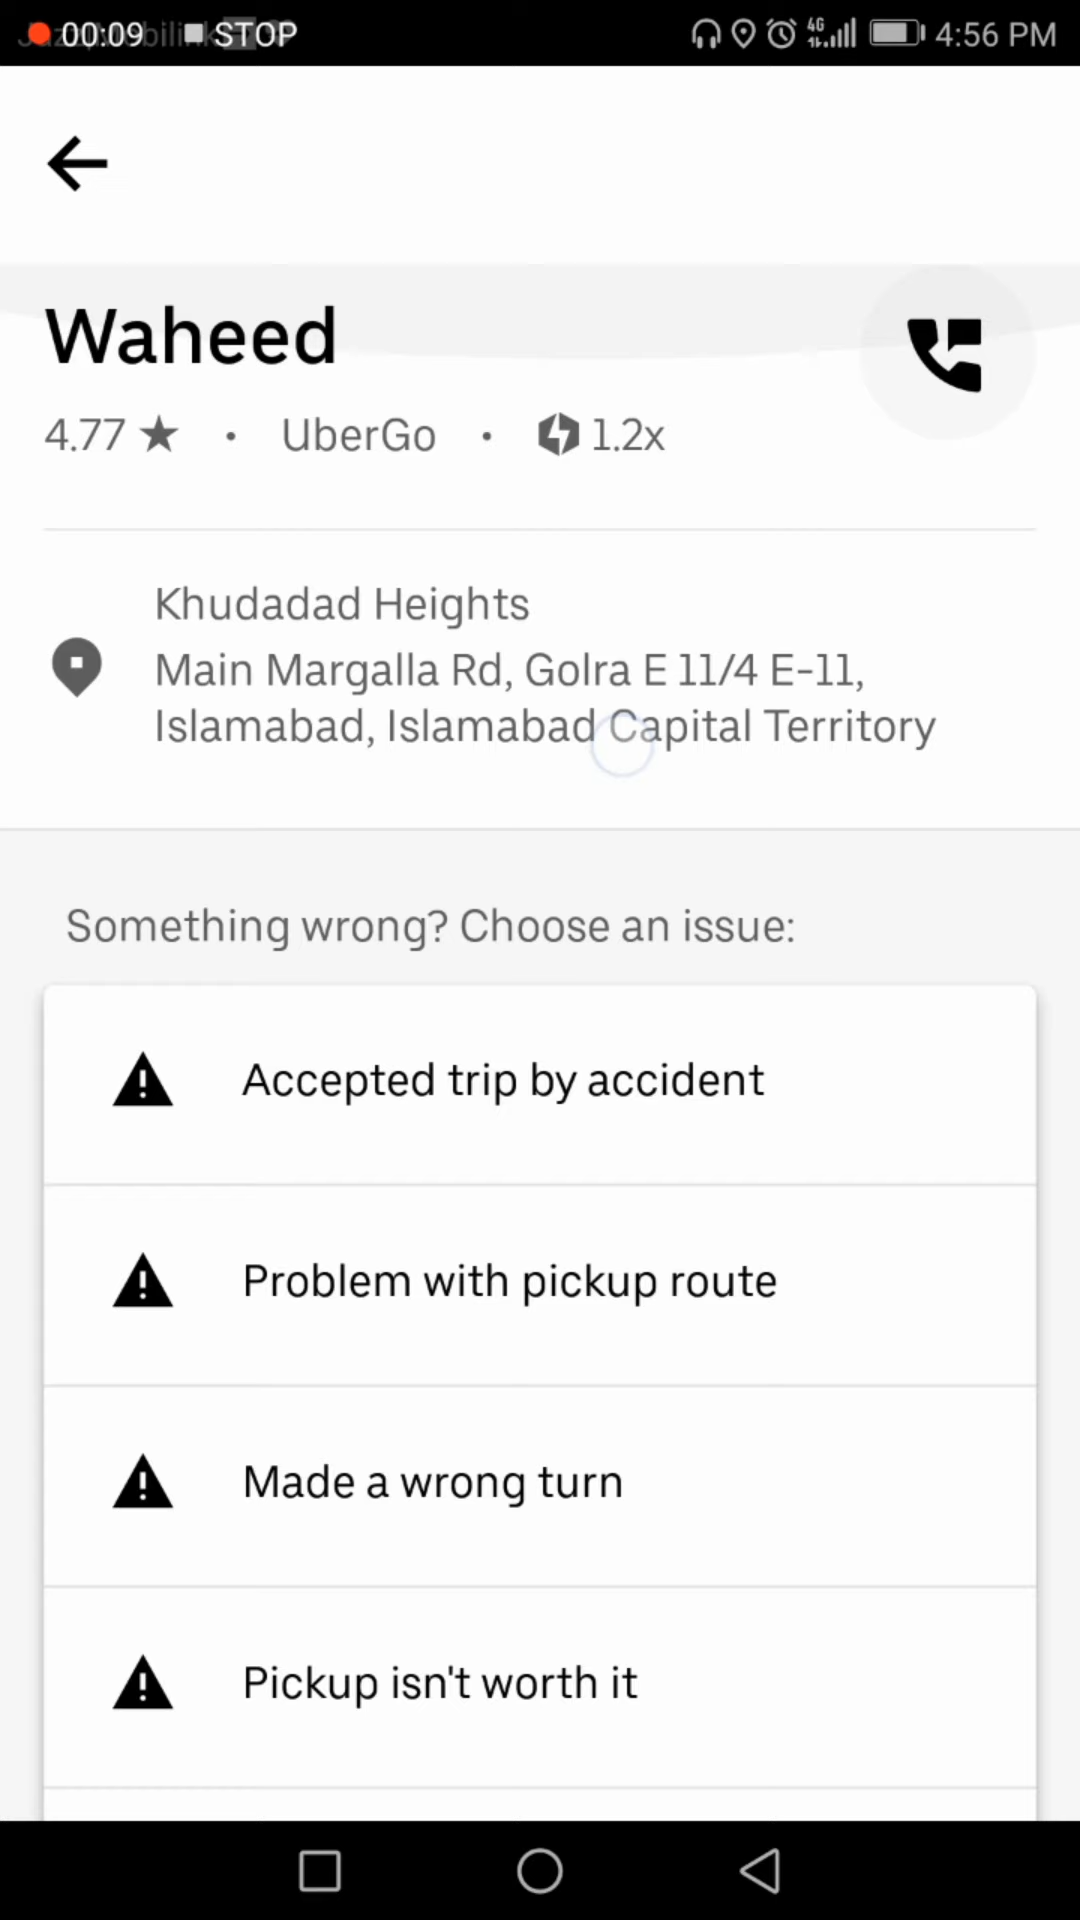 00:09 STOP 4G 4:56 PM
Waheed
4.77 ★ • UberGo • 1.2x
Khudadad Heights
Main Margalla Rd, Golra E 11/4 E-11,
Islamabad, Islamabad Capital Territory
Something wrong? Choose an issue:
Accepted trip by accident
Problem with pickup route
Made a wrong turn
Pickup isn't worth it